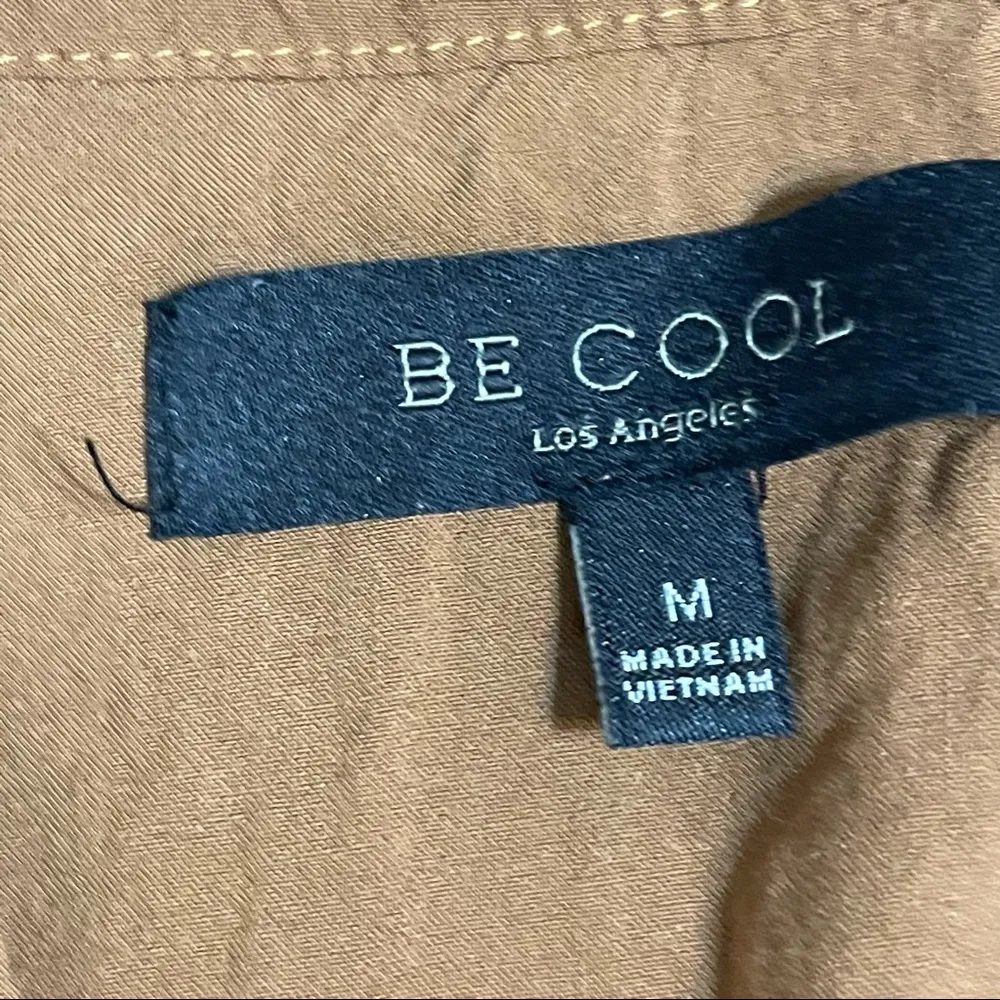 BE COOL
Los Angeles
M
MADE IN
VIETNAM